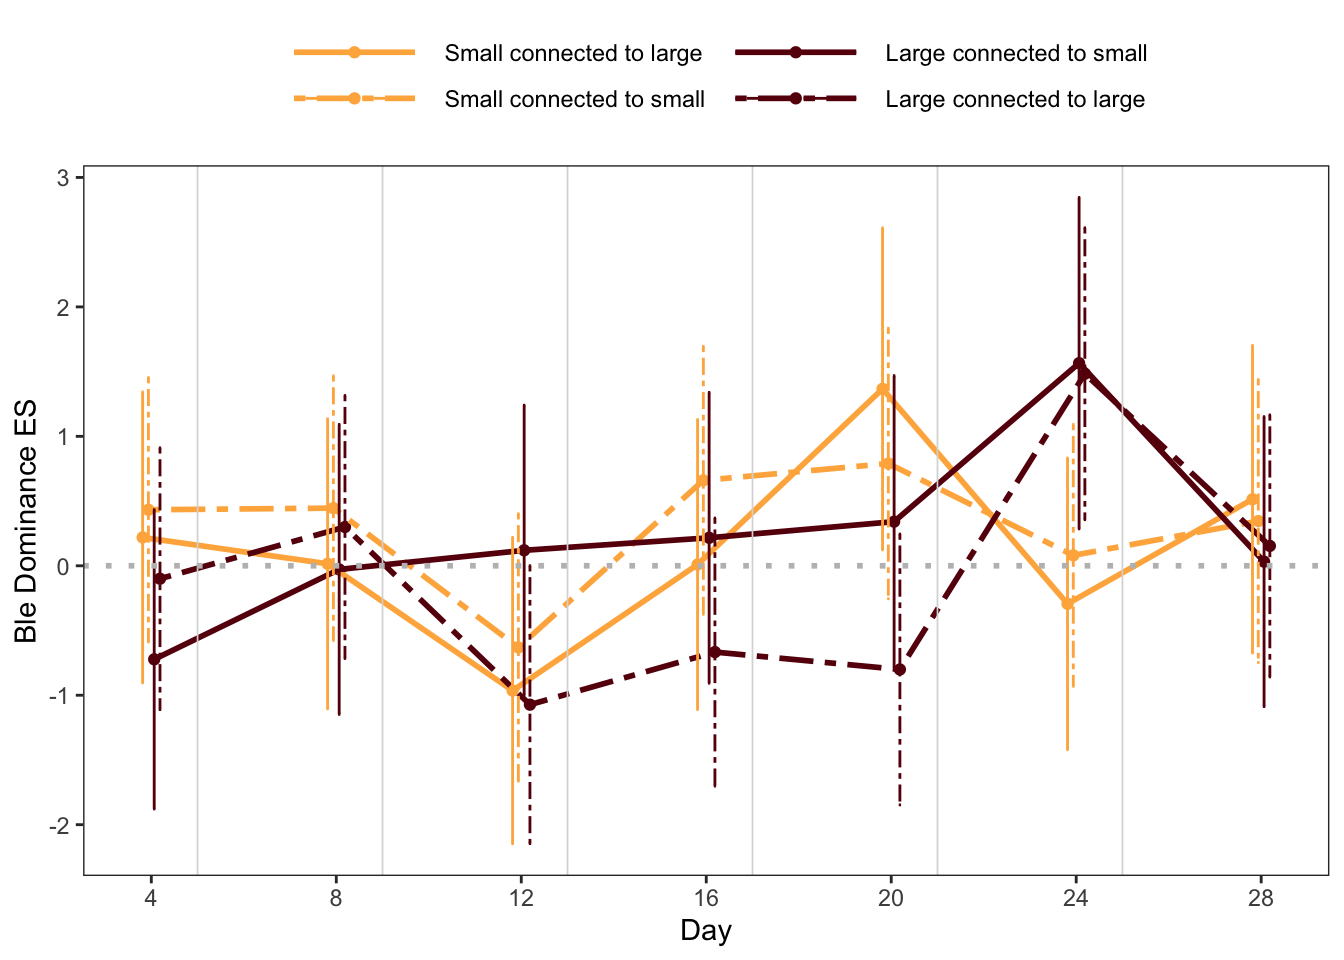 Small connected to large
Large connected to small
Small connected to small
Large connected to large
3
2
1
0
-1
-2
Ble Dominance ES
4 8 12 16 20 24 28
Day